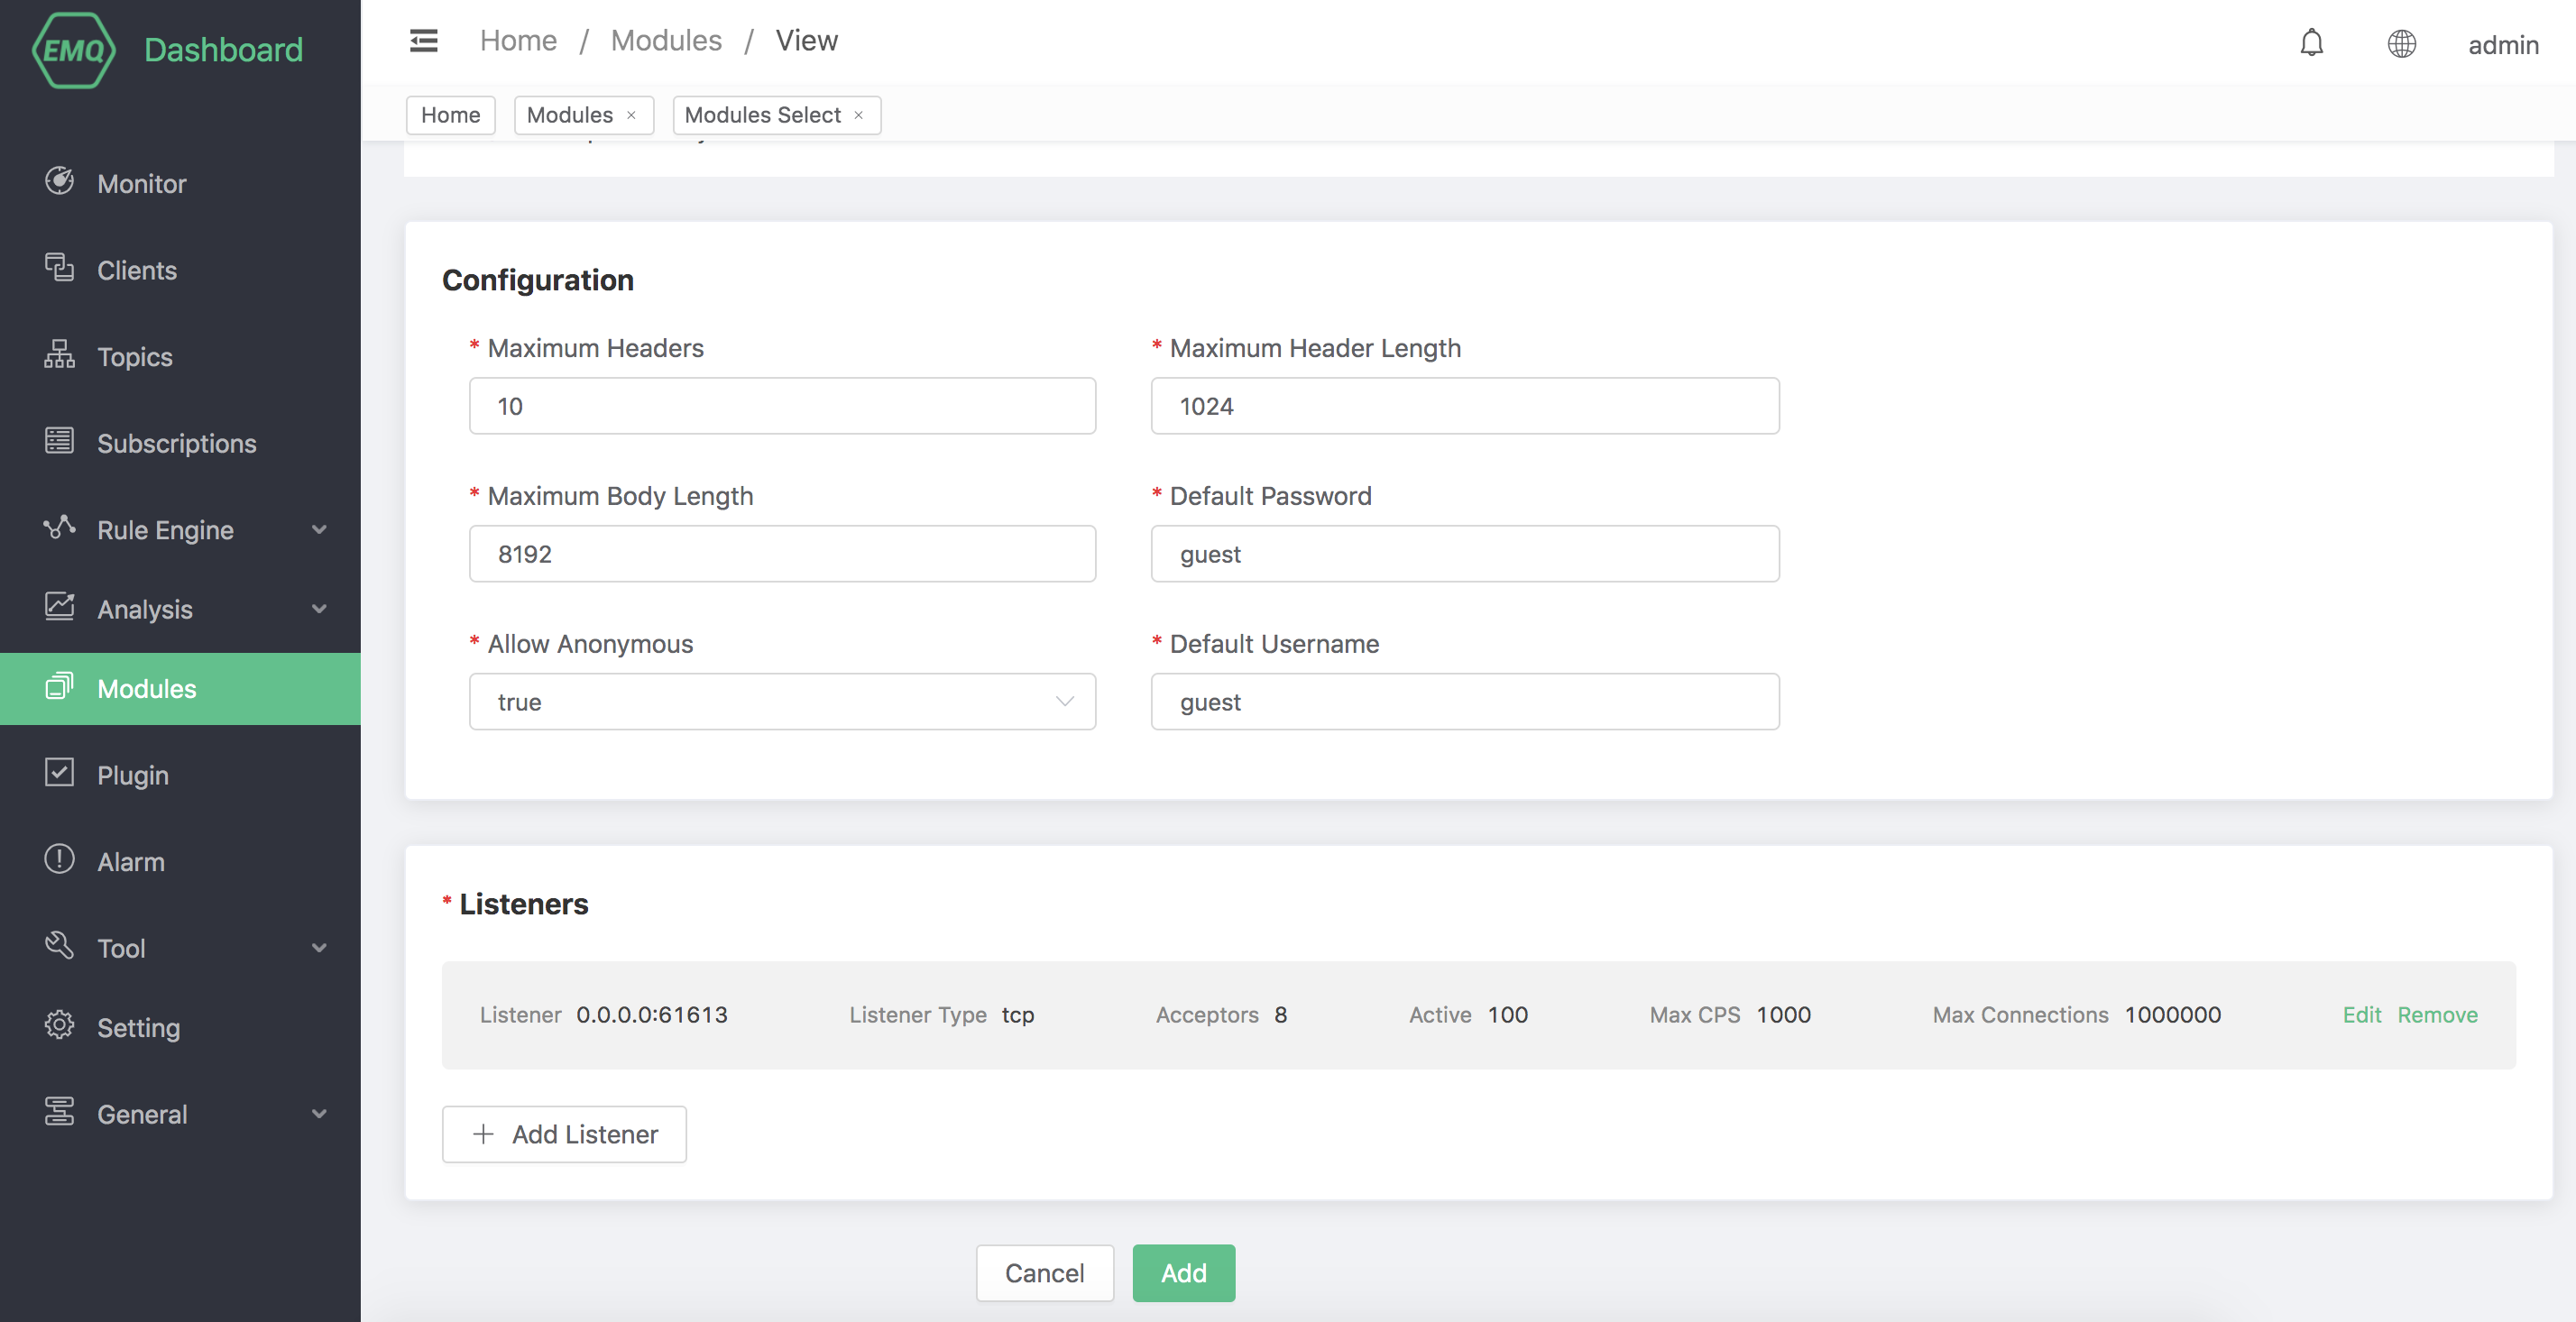 EMQ Dashboard
Home / Modules / View
admin
Home
Modules ×
Modules Select ×
Monitor
Clients
Topics
Subscriptions
Rule Engine
Analysis
Modules
Plugin
Alarm
Tool
Setting
General
Configuration
* Maximum Headers
10
* Maximum Header Length
1024
* Maximum Body Length
8192
* Default Password
guest
* Allow Anonymous
true
* Default Username
guest
* Listeners
Listener 0.0.0.0:61613 Listener Type tcp Acceptors 8 Active 100 Max CPS 1000 Max Connections 1000000 Edit Remove
+ Add Listener
Cancel
Add